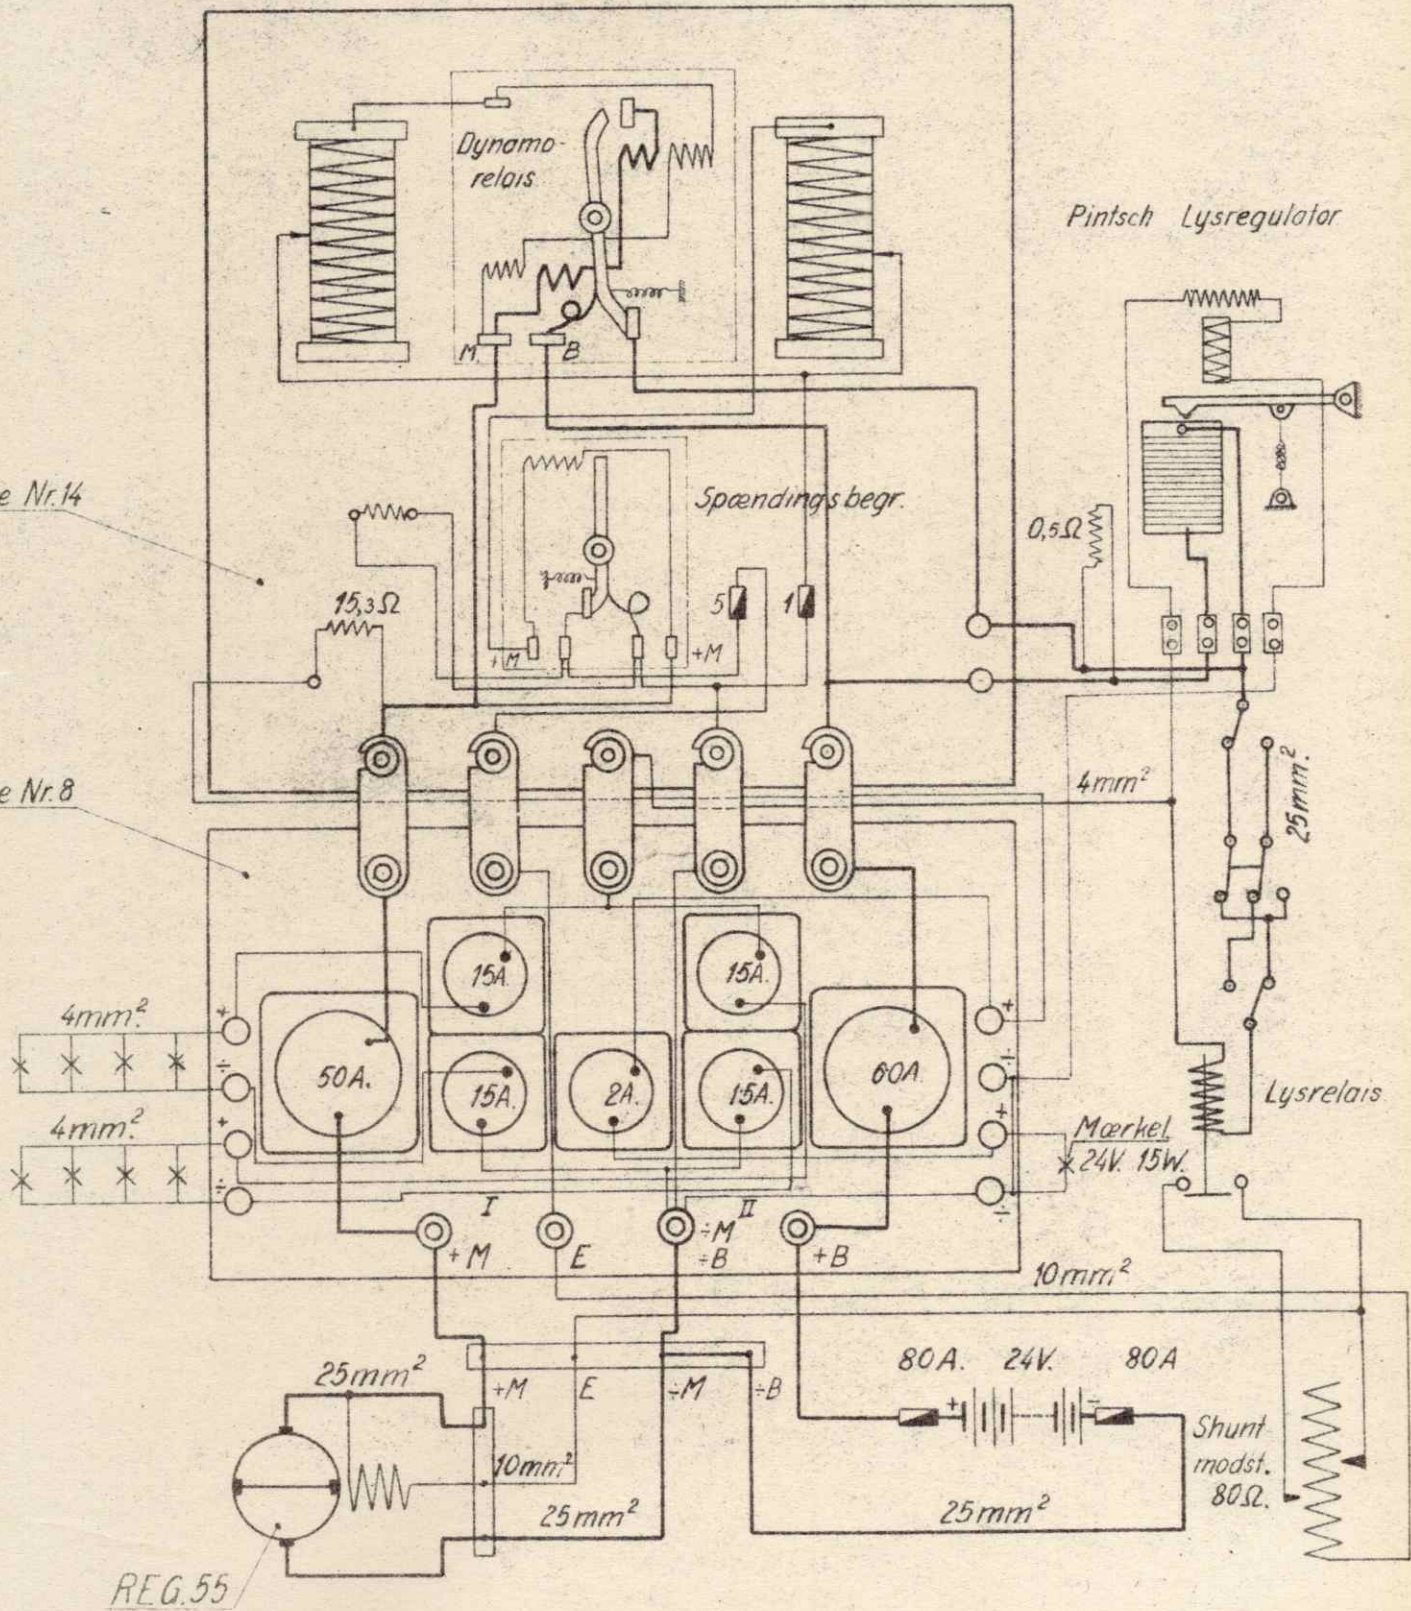 Dynamo-
relais
M
B
Pintsch Lysregulator
e Nr.14
Spændingsbegr.
0,5Ω
15,3Ω
5
1
+M
+M
e Nr.8
4mm²
25mm²
15A.
15A.
4mm²
+
+
50A.
60A.
÷
÷
15A.
2A.
15A.
4mm²
+
+
Lysrelais
Mærkel.
24V. 15W.
÷
÷
I
II
+M
E
÷M
÷B
+B
10mm²
25mm²
+M
E
÷M
÷B
80A. 24V. 80A
+
÷
Shunt
modst.
80Ω.
10mm²
25mm²
25mm²
REG.55